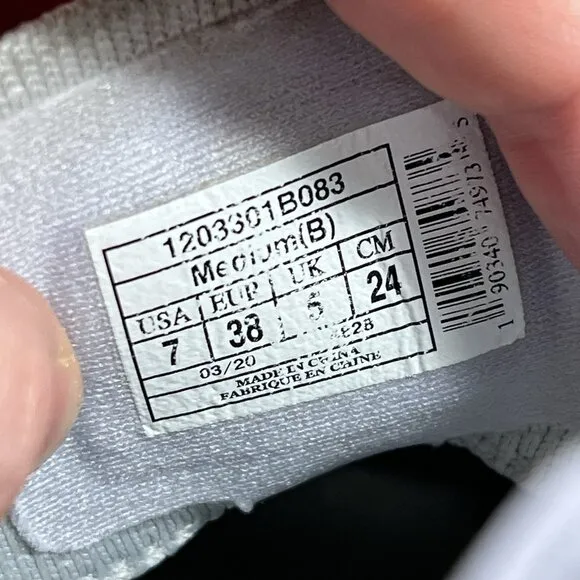 1203301B083
Medium(B)
USA EUR UK CM
7 38 5 24
03/20
MADE IN CHINA
FABRIQUE EN CHINE